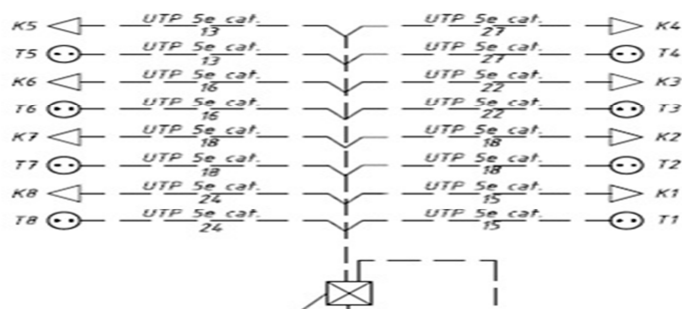 K5 UTP 5e cat. 13 UTP 5e cat. 27 K4
T5 UTP 5e cat. 13 UTP 5e cat. 27 T4
K6 UTP 5e cat. 16 UTP 5e cat. 22 K3
T6 UTP 5e cat. 16 UTP 5e cat. 22 T3
K7 UTP 5e cat. 18 UTP 5e cat. 18 K2
T7 UTP 5e cat. 18 UTP 5e cat. 18 T2
K8 UTP 5e cat. 24 UTP 5e cat. 15 K1
T8 UTP 5e cat. 24 UTP 5e cat. 15 T1